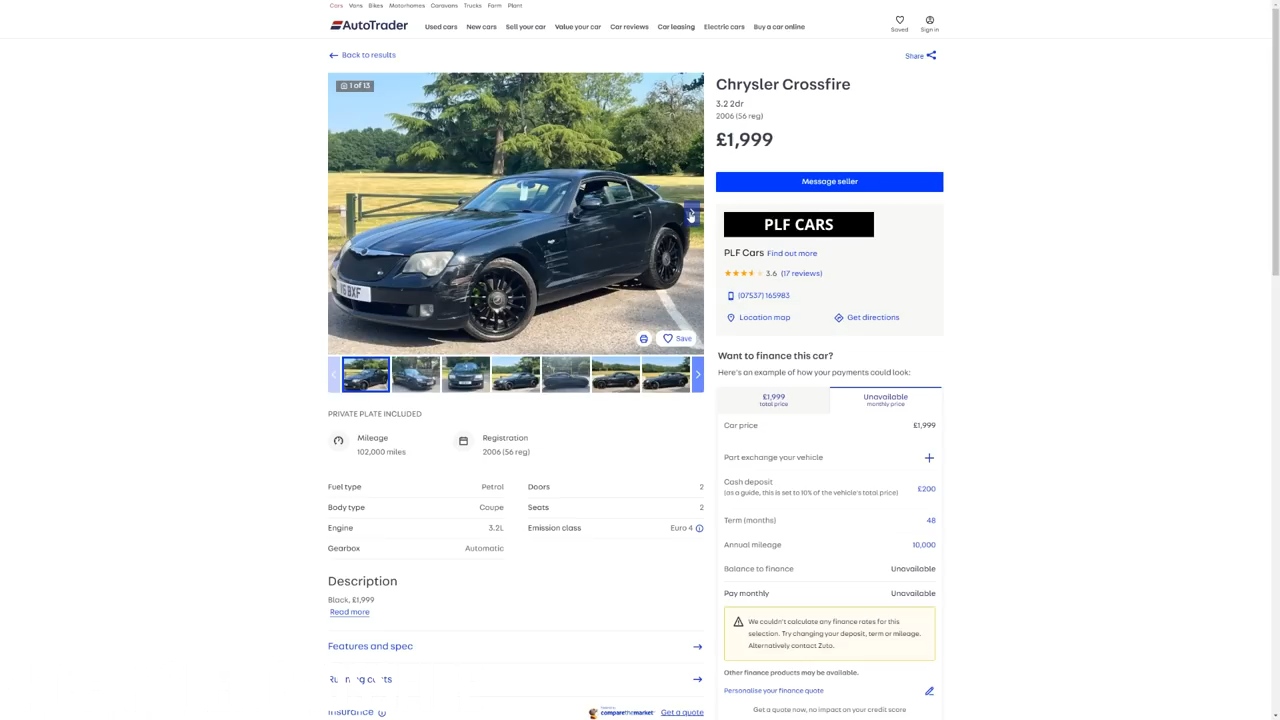 Cars Vans Bikes Motorhomes Caravans Trucks Farm Plant
AutoTrader
Used cars New cars Sell your car Value your car Car reviews Car leasing Electric cars Buy a car online
Saved Sign in
Back to results
Share
1 of 13
Chrysler Crossfire
3.2 2dr
2006 (56 reg)
£1,999
Message seller
PLF CARS
PLF Cars Find out more
3.6 (17 reviews)
(07537) 165983
Location map Get directions
Save
Want to finance this car?
Here's an example of how your payments could look:
£1,999 Unavailable
total price monthly price
Car price £1,999
Part exchange your vehicle
Cash deposit
(as a guide, this is set to 10% of the vehicle's total price) £200
Term (months) 48
Annual mileage 10,000
Balance to finance Unavailable
Pay monthly Unavailable
We couldn't calculate any finance rates for this
selection. Try changing your deposit, term or mileage.
Alternatively contact Zuto.
Other finance products may be available.
Personalise your finance quote
Get a quote now, no impact on your credit score
PRIVATE PLATE INCLUDED
Mileage Registration
102,000 miles 2006 (56 reg)
Fuel type Petrol Doors 2
Body type Coupe Seats 2
Engine 3.2L Emission class Euro 4
Gearbox Automatic
Description
Black, £1,999
Read more
Features and spec
Insurance comparethemarket Get a quote